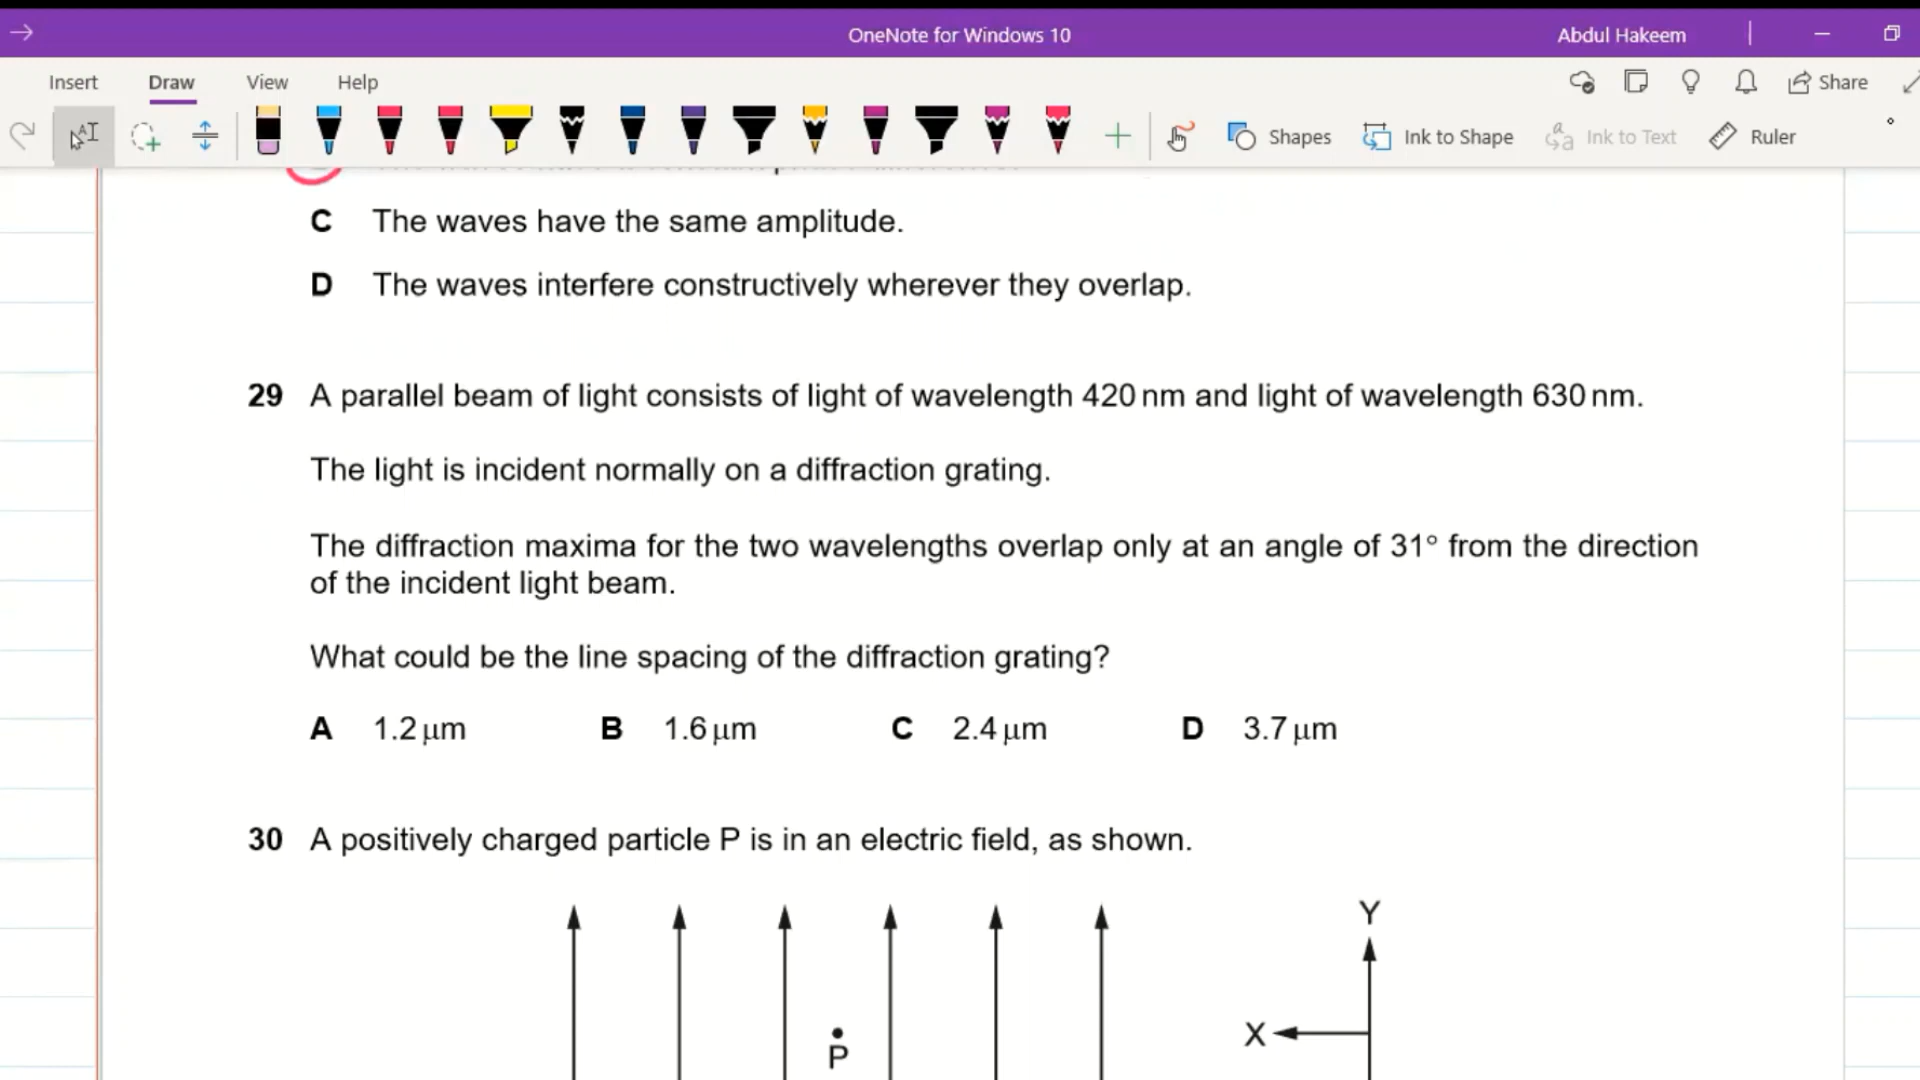 OneNote for Windows 10
Abdul Hakeem
Insert
Draw
View
Help
Share
Shapes
Ink to Shape
Ink to Text
Ruler
C The waves have the same amplitude.
D The waves interfere constructively wherever they overlap.
29 A parallel beam of light consists of light of wavelength 420 nm and light of wavelength 630 nm.
The light is incident normally on a diffraction grating.
The diffraction maxima for the two wavelengths overlap only at an angle of 31° from the direction
of the incident light beam.
What could be the line spacing of the diffraction grating?
A 1.2 μm B 1.6 μm C 2.4 μm D 3.7 μm
30 A positively charged particle P is in an electric field, as shown.
Y
X
P